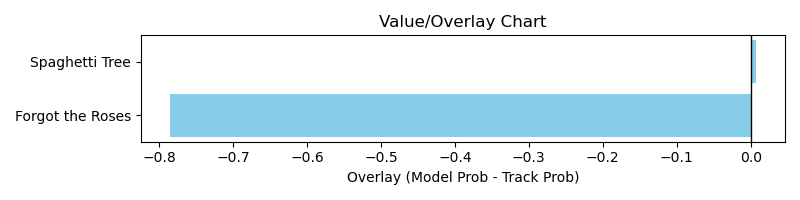 Value/Overlay Chart
Spaghetti Tree
Forgot the Roses
−0.8 −0.7 −0.6 −0.5 −0.4 −0.3 −0.2 −0.1 0.0
Overlay (Model Prob - Track Prob)